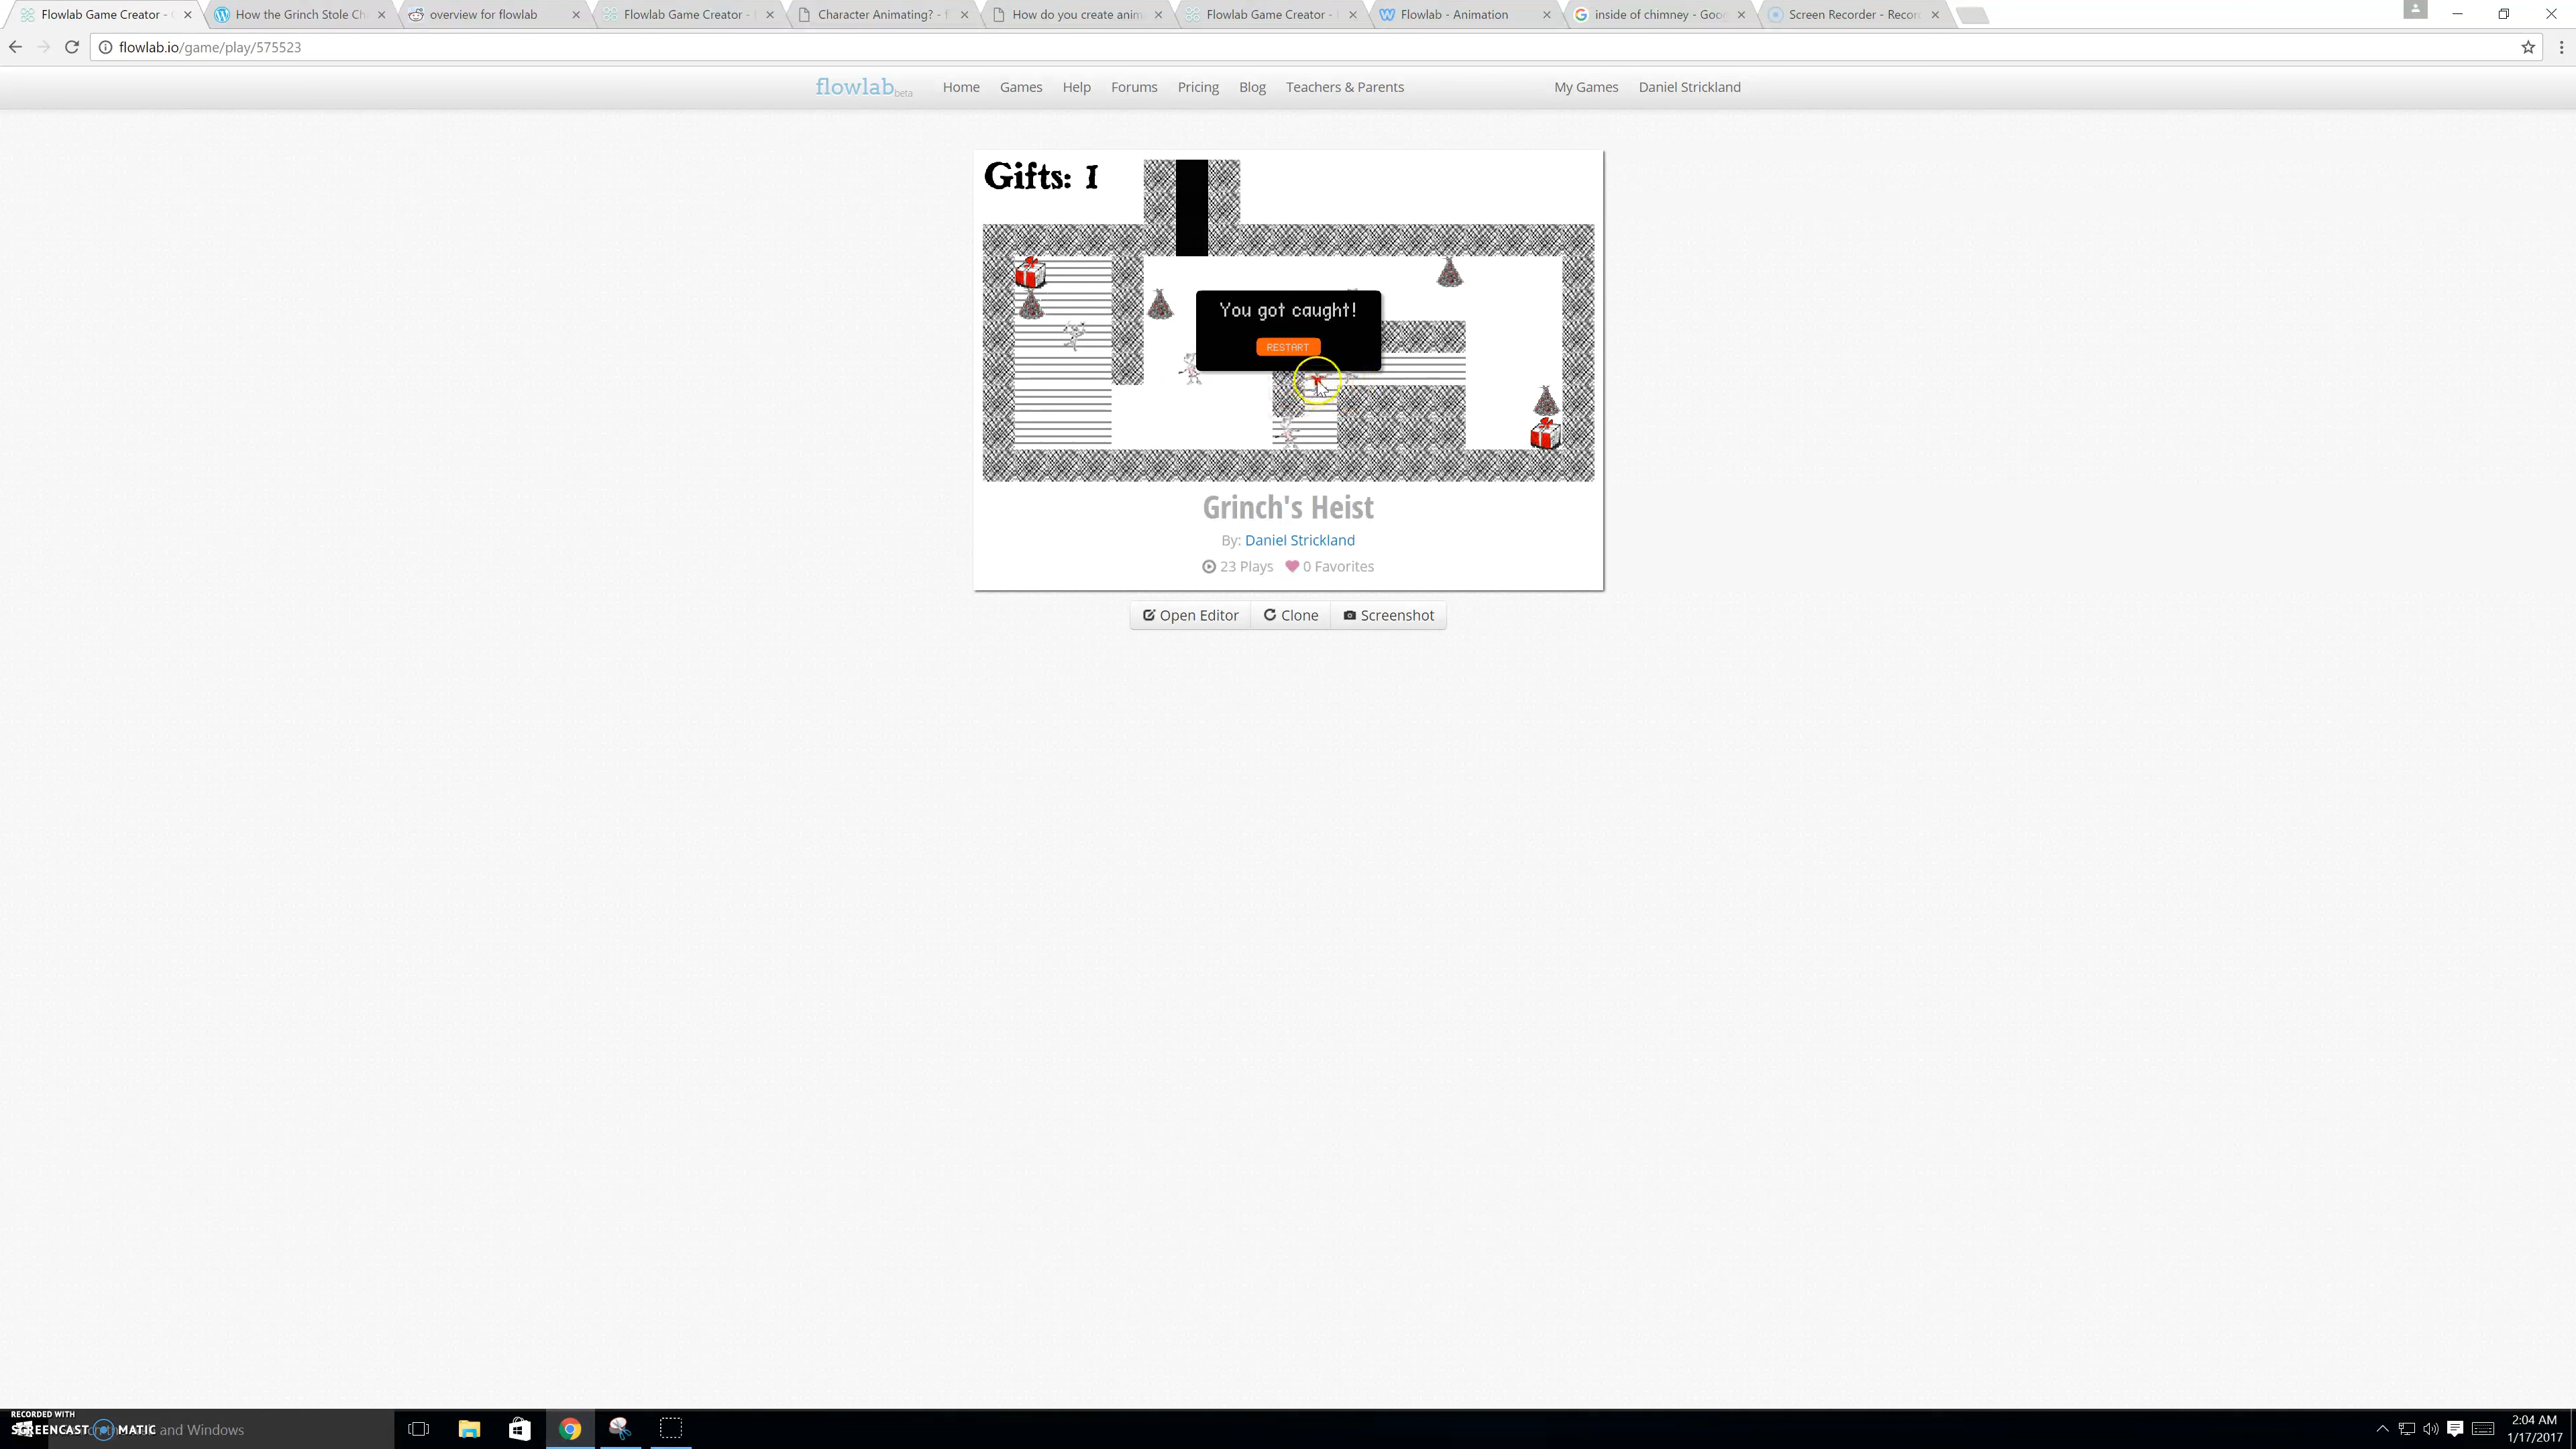 Flowlab Game Creator -
How the Grinch Stole Ch
overview for flowlab
Flowlab Game Creator -
Character Animating? - f
How do you create anim
Flowlab Game Creator -
Flowlab - Animation
inside of chimney - Goo
Screen Recorder - Recor
flowlab.io/game/play/575523
flowlab beta
Home
Games
Help
Forums
Pricing
Blog
Teachers & Parents
My Games
Daniel Strickland
Gifts: 1
You got caught!
RESTART
Grinch's Heist
By: Daniel Strickland
23 Plays
0 Favorites
Open Editor
Clone
Screenshot
RECORDED WITH
SCREENCAST MATIC
and Windows
2:04 AM
1/17/2017